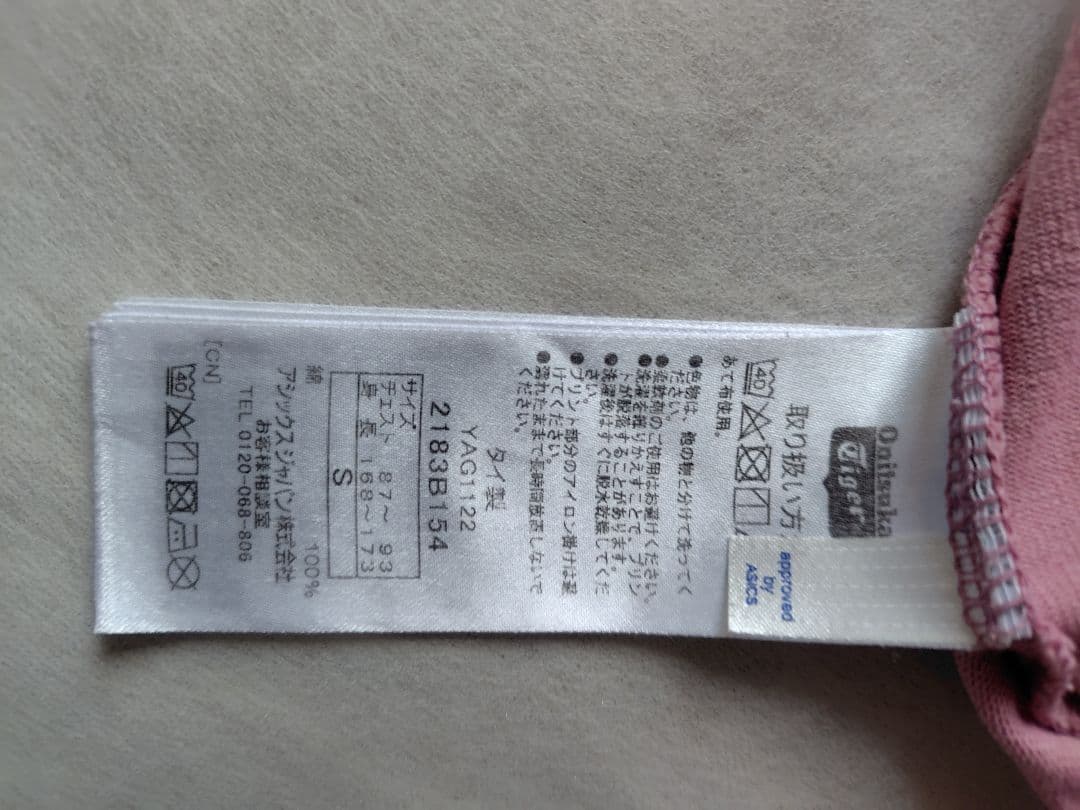 Onitsuka
Tiger
approved
by
ASICS
取り扱い方
40
あて布使用。
●色物は、他の物と分けて洗ってく
ださい。
●柔軟剤のご使用はお避けください。
●洗濯を繰りかえすことで、プリン
トが脱落することがあります。
●洗濯後はすぐに脱水乾燥してくだ
さい。
●プリント部分のアイロン掛けは避
けてください。
●濡れたままで長時間放置しないで
ください。
タイ製
YAG1122
2183B154
サイズ S
チェスト 87～ 93
身 長 168～173
綿 100%
アシックスジャパン株式会社
お客様相談室
TEL 0120-068-806
[CN]
40